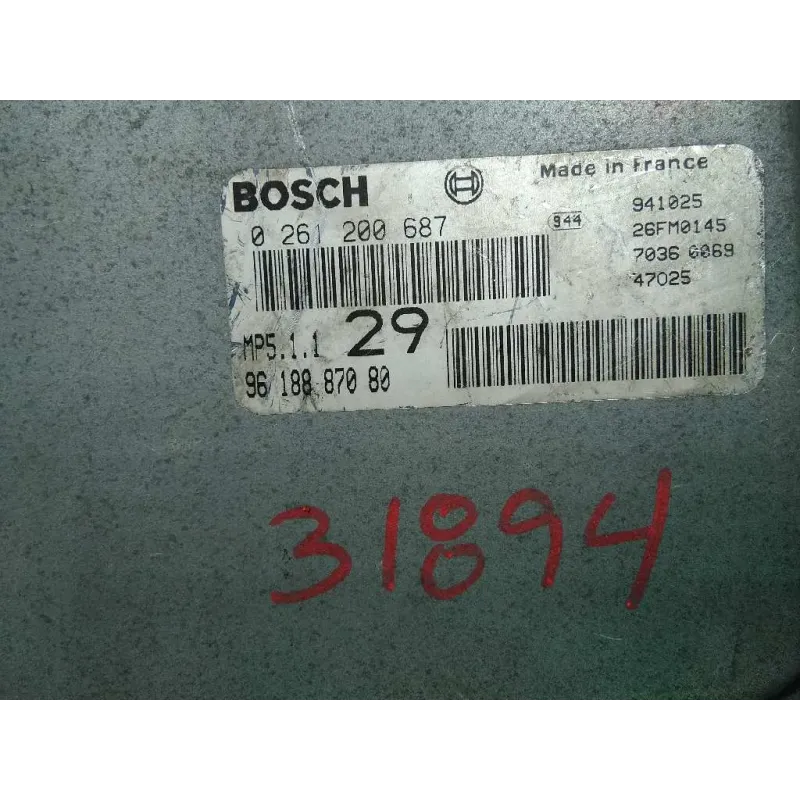 BOSCH
Made in France
0 261 200 687
944
941025
26FM0145
7036 6069
47025
MP5.1.1 29
96 188 870 80
31894